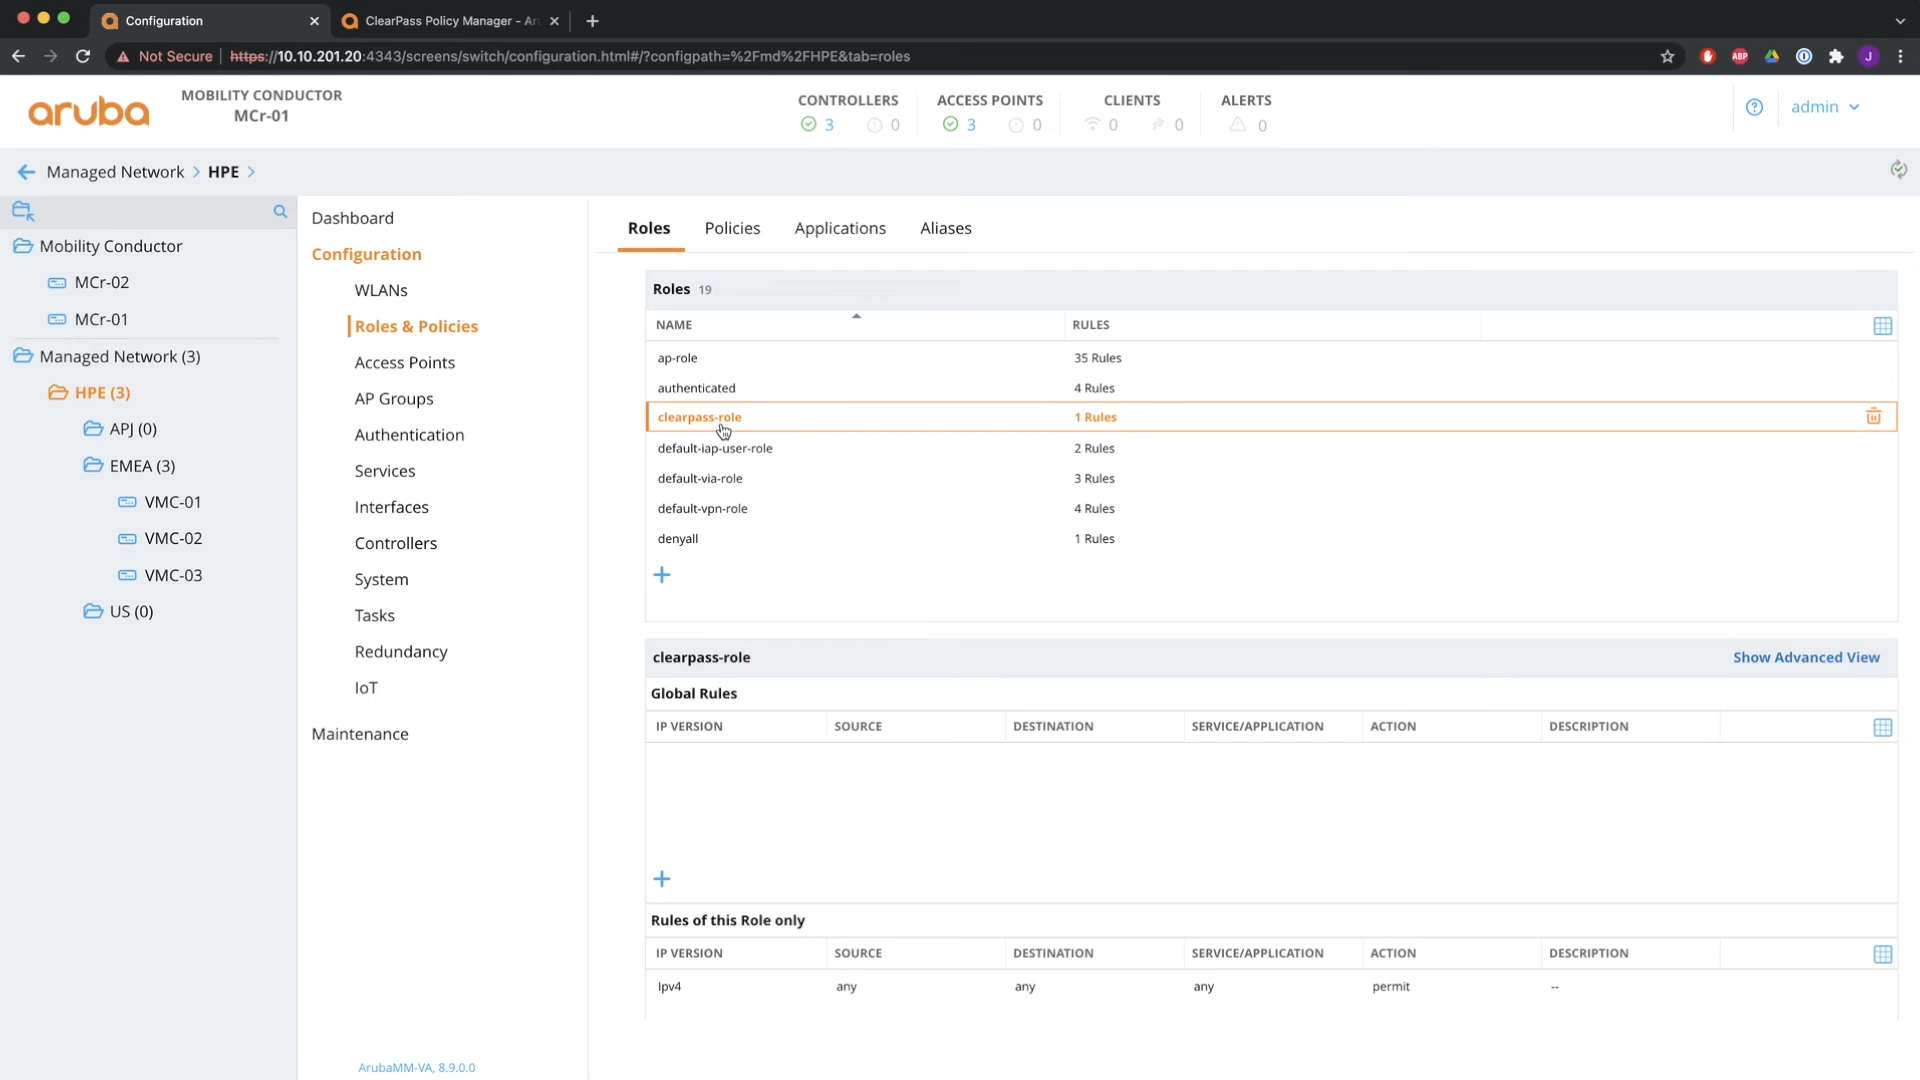 Configuration
ClearPass Policy Manager - Ar
Not Secure
https://10.10.201.20:4343/screens/switch/configuration.html#/?configpath=%2Fmd%2FHPE&tab=roles
ABP
J
aruba
MOBILITY CONDUCTOR
MCr-01
CONTROLLERS
3
0
ACCESS POINTS
3
0
CLIENTS
0
0
ALERTS
0
admin
Managed Network > HPE >
Mobility Conductor
MCr-02
MCr-01
Managed Network (3)
HPE (3)
APJ (0)
EMEA (3)
VMC-01
VMC-02
VMC-03
US (0)
Dashboard
Configuration
WLANs
Roles & Policies
Access Points
AP Groups
Authentication
Services
Interfaces
Controllers
System
Tasks
Redundancy
IoT
Maintenance
ArubaMM-VA, 8.9.0.0
Roles
Policies
Applications
Aliases
Roles 19
NAME RULES
ap-role 35 Rules
authenticated 4 Rules
clearpass-role 1 Rules
default-iap-user-role 2 Rules
default-via-role 3 Rules
default-vpn-role 4 Rules
denyall 1 Rules
+
clearpass-role Show Advanced View
Global Rules
IP VERSION SOURCE DESTINATION SERVICE/APPLICATION ACTION DESCRIPTION
+
Rules of this Role only
IP VERSION SOURCE DESTINATION SERVICE/APPLICATION ACTION DESCRIPTION
Ipv4 any any any permit --